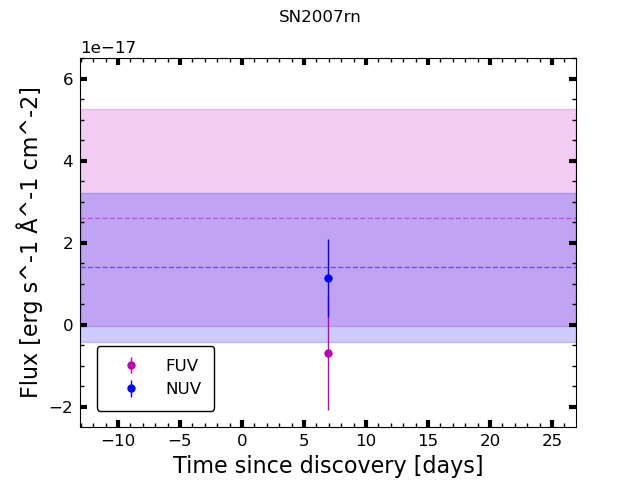 SN2007rn
1e−17
6
4
2
0
−2
Flux [erg s^-1 Å^-1 cm^-2]
FUV
NUV
−10 −5 0 5 10 15 20 25
Time since discovery [days]